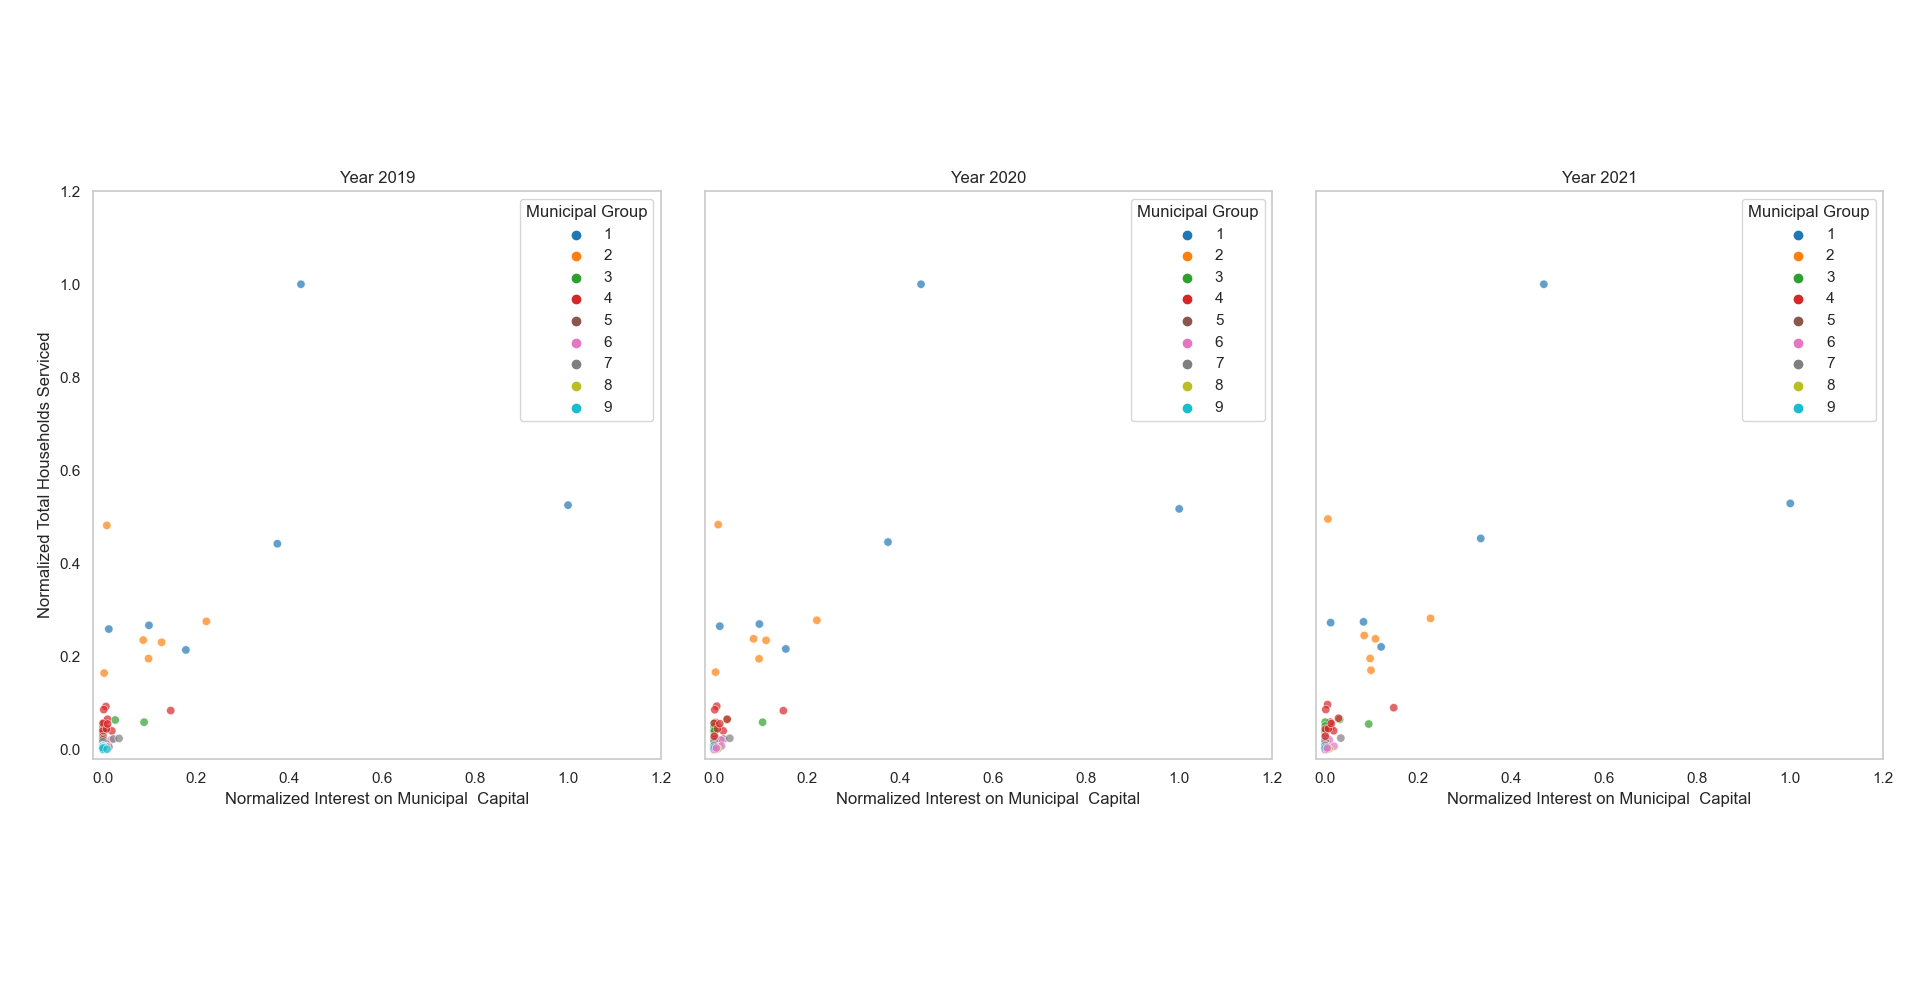 Year 2019
Year 2020
Year 2021
Normalized Total Households Serviced
1.2
1.0
0.8
0.6
0.4
0.2
0.0
Municipal Group
1
2
3
4
5
6
7
8
9
Municipal Group
1
2
3
4
5
6
7
8
9
Municipal Group
1
2
3
4
5
6
7
8
9
0.0 0.2 0.4 0.6 0.8 1.0 1.2
0.0 0.2 0.4 0.6 0.8 1.0 1.2
0.0 0.2 0.4 0.6 0.8 1.0 1.2
Normalized Interest on Municipal  Capital
Normalized Interest on Municipal  Capital
Normalized Interest on Municipal  Capital